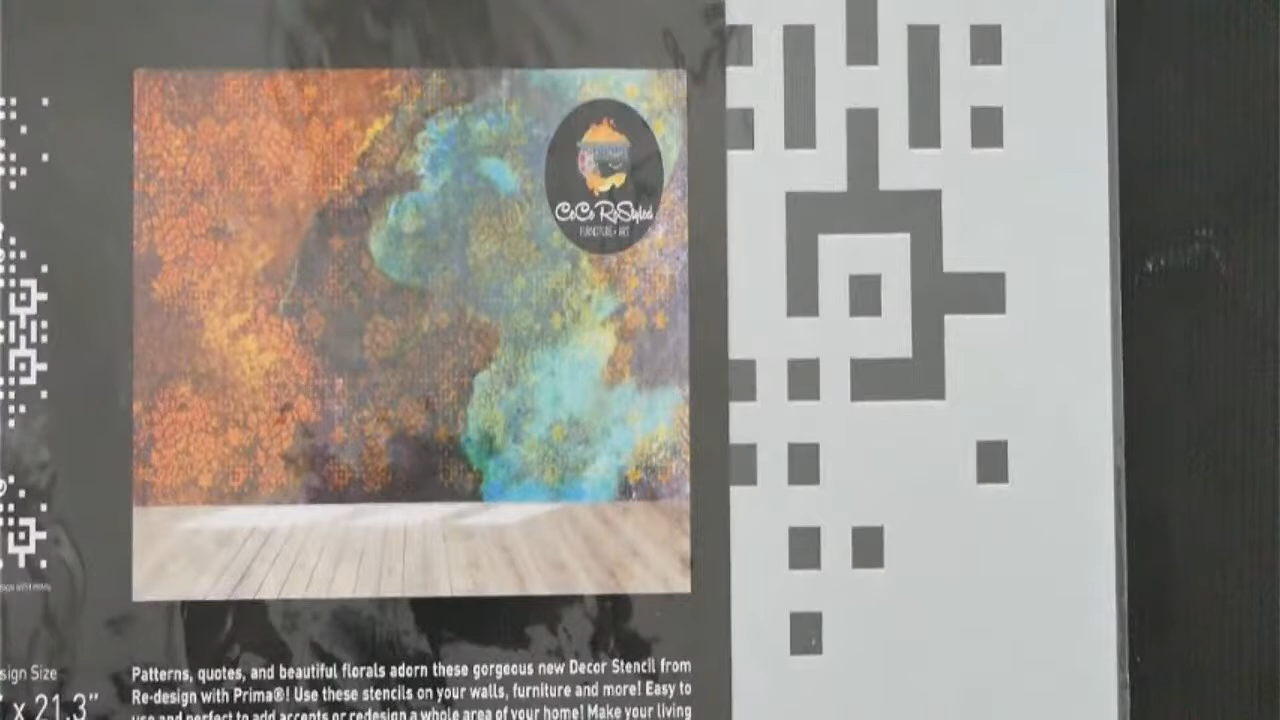 CeCe ReStyled
FURNITURE + ART
sign Size
x 21.3”
Patterns, quotes, and beautiful florals adorn these gorgeous new Decor Stencil from
Re-design with Prima®! Use these stencils on your walls, furniture and more! Easy to
use and perfect to add accents or redesign a whole area of your home! Make your living